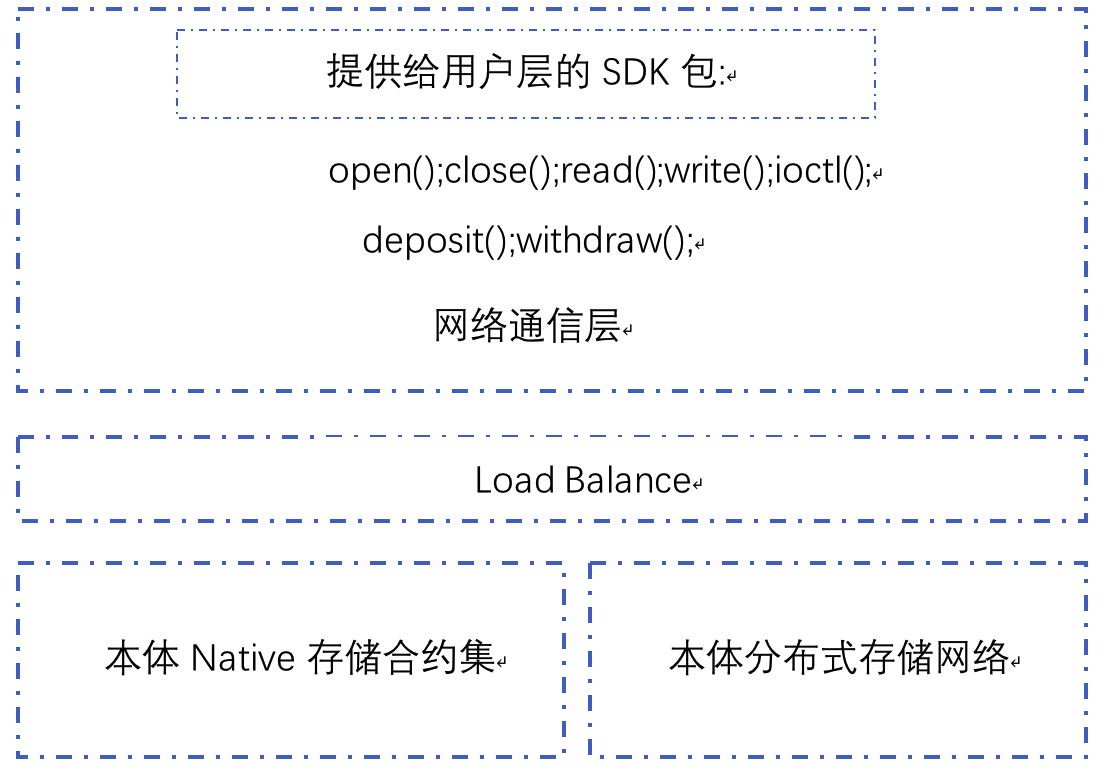 提供给用户层的 SDK 包:
open();close();read();write();ioctl();
deposit();withdraw();
网络通信层
Load Balance
本体 Native 存储合约集
本体分布式存储网络